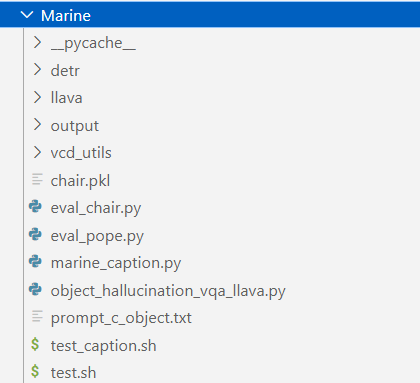 Marine
__pycache__
detr
llava
output
vcd_utils
chair.pkl
eval_chair.py
eval_pope.py
marine_caption.py
object_hallucination_vqa_llava.py
prompt_c_object.txt
$ test_caption.sh
$ test.sh